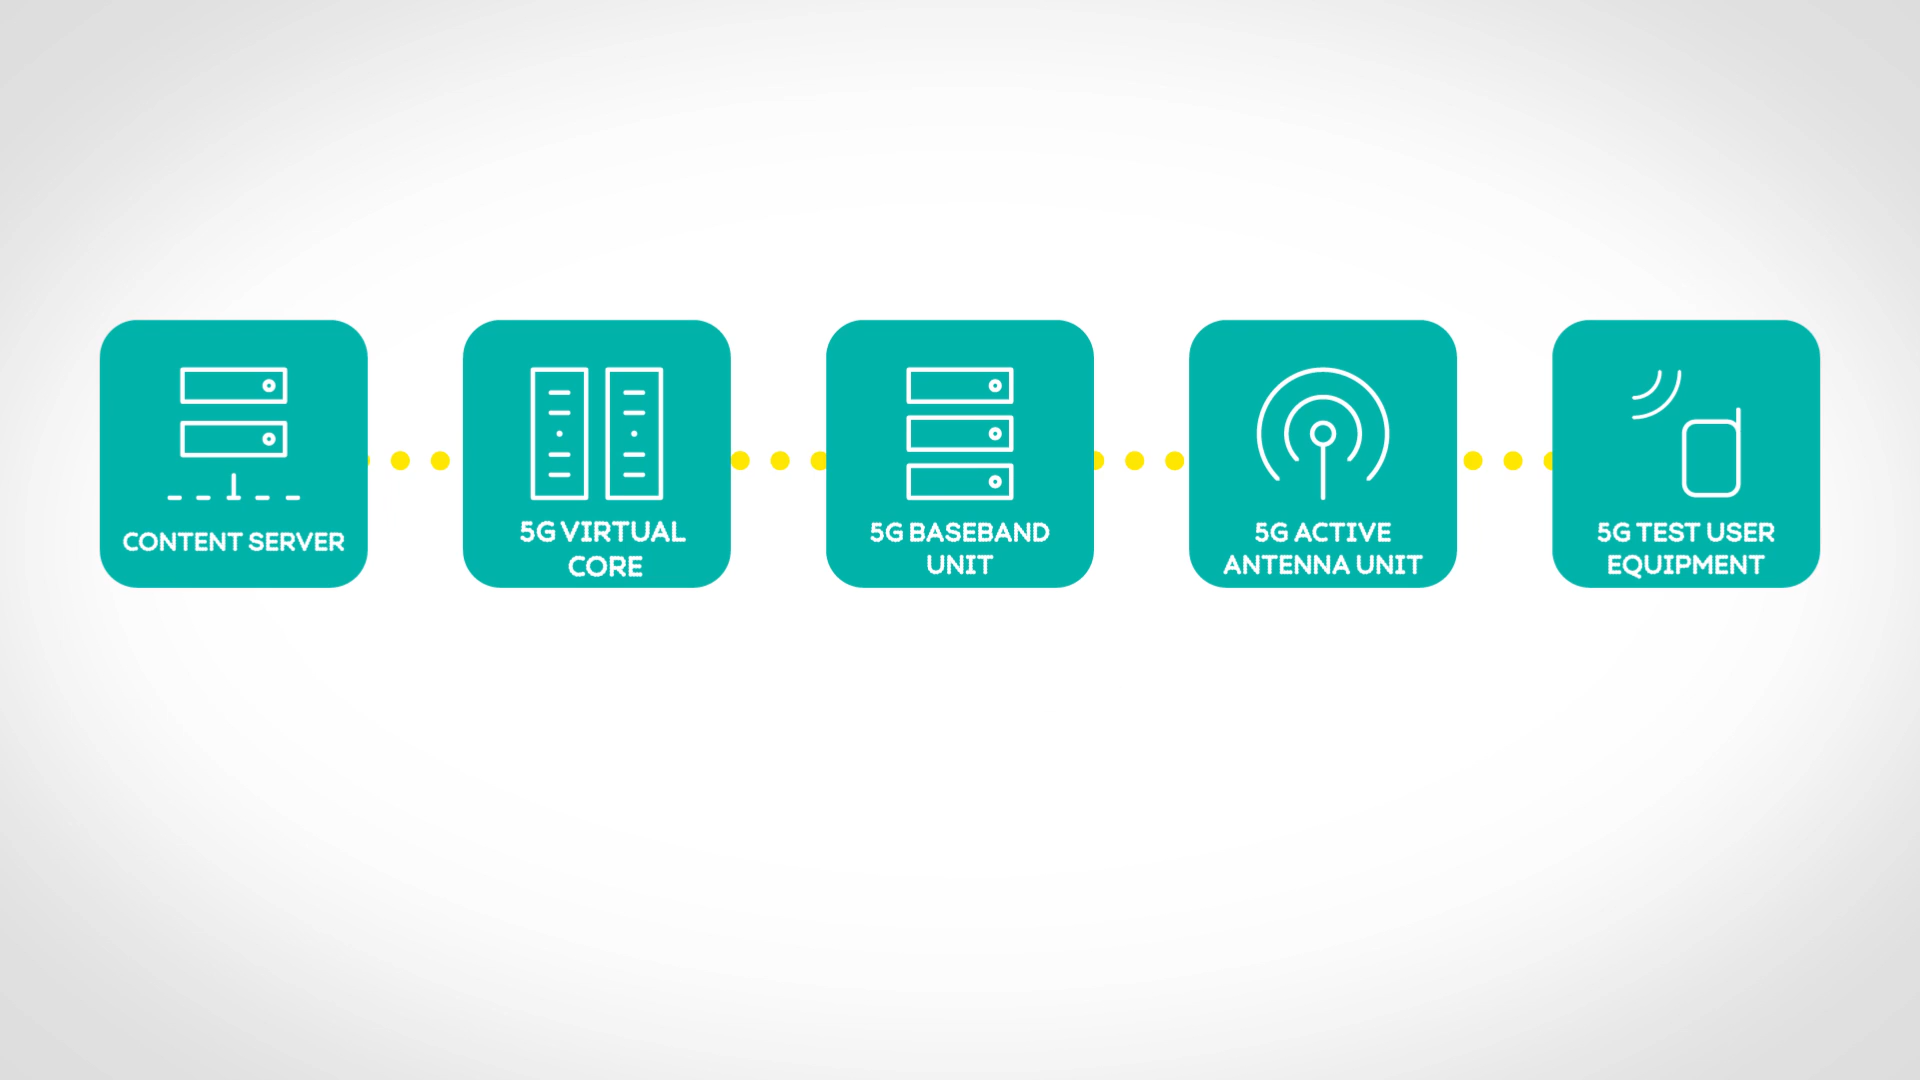 CONTENT SERVER
5G VIRTUAL
CORE
5G BASEBAND
UNIT
5G ACTIVE
ANTENNA UNIT
5G TEST USER
EQUIPMENT